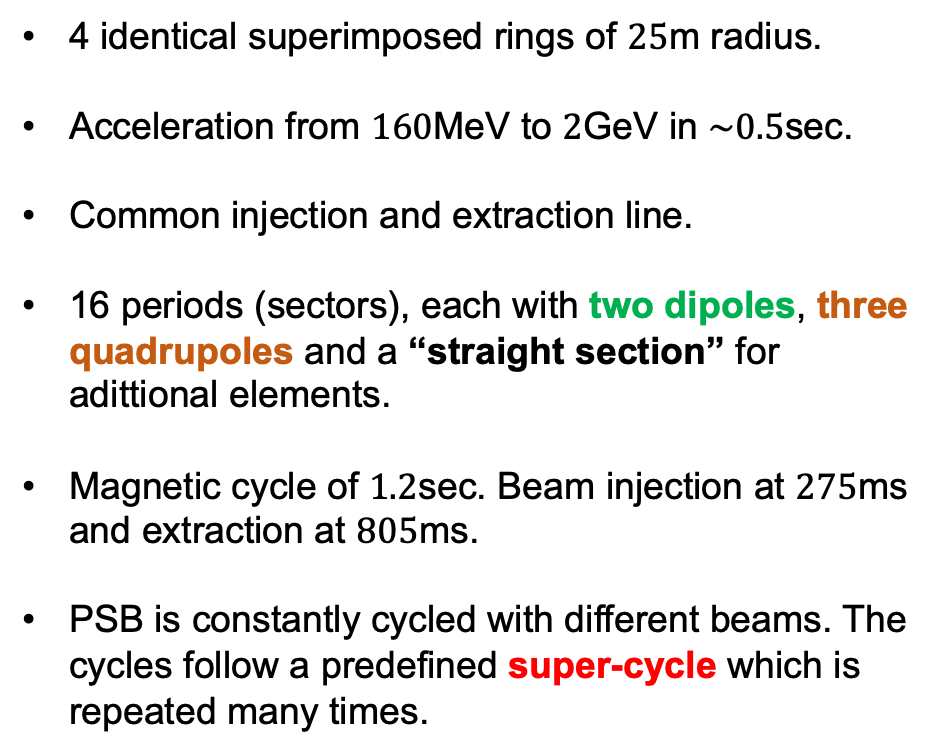 • 4 identical superimposed rings of 25m radius.
• Acceleration from 160MeV to 2GeV in ~0.5sec.
• Common injection and extraction line.
• 16 periods (sectors), each with two dipoles, three
quadrupoles and a “straight section” for
adittional elements.
• Magnetic cycle of 1.2sec. Beam injection at 275ms
and extraction at 805ms.
• PSB is constantly cycled with different beams. The
cycles follow a predefined super-cycle which is
repeated many times.